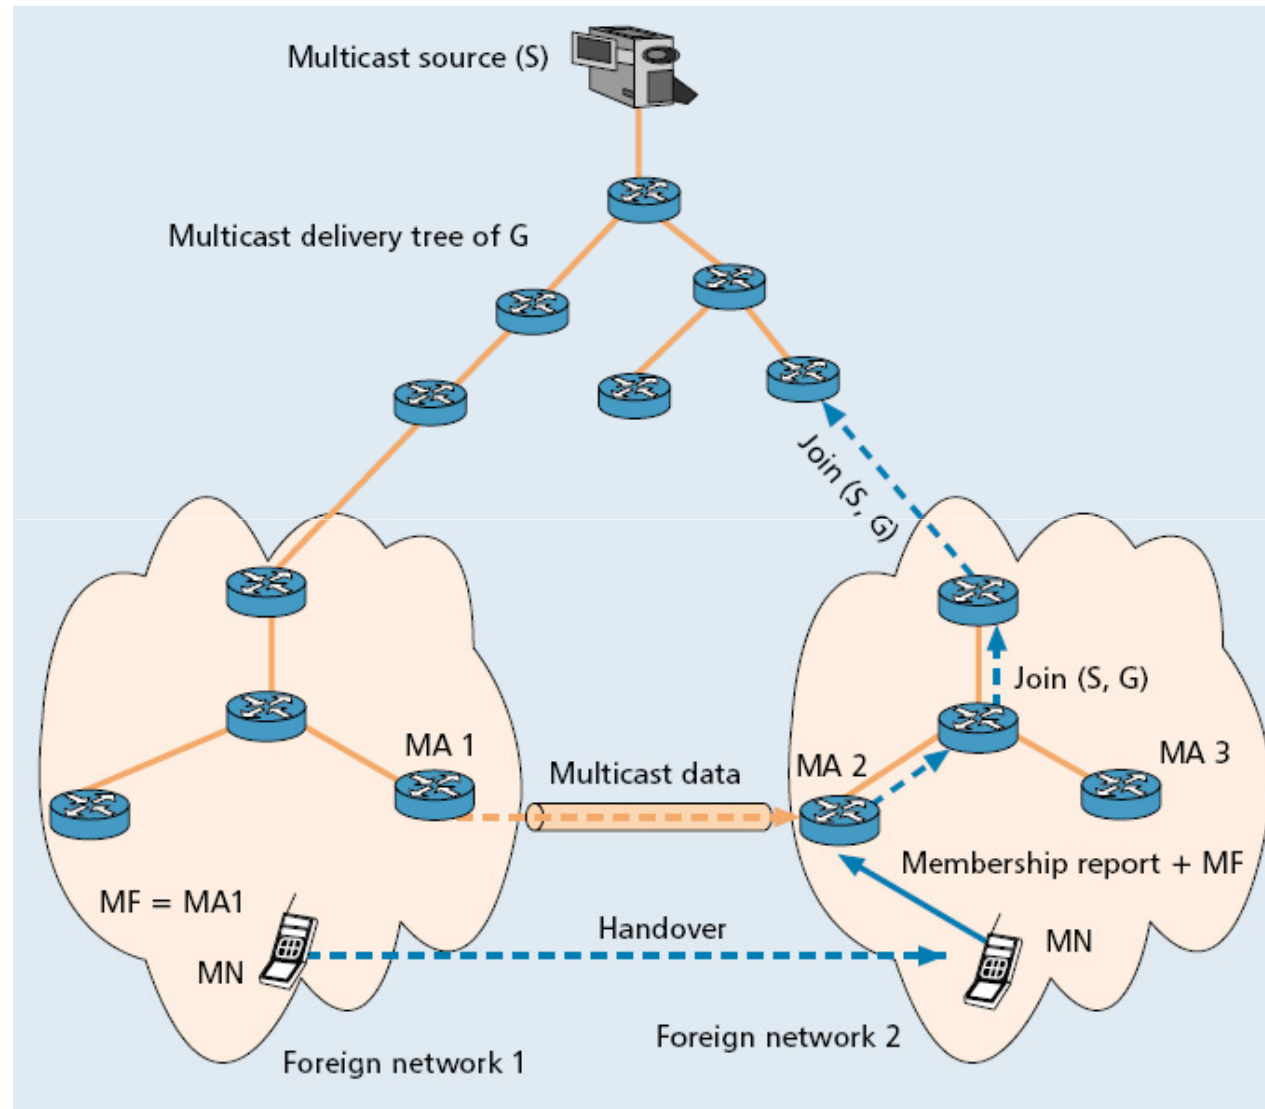 Multicast source (S)
Multicast delivery tree of G
Join (S, G)
Join (S, G)
MA 1
Multicast data
MA 2
MA 3
Membership report + MF
MF = MA1
Handover
MN
MN
Foreign network 2
Foreign network 1